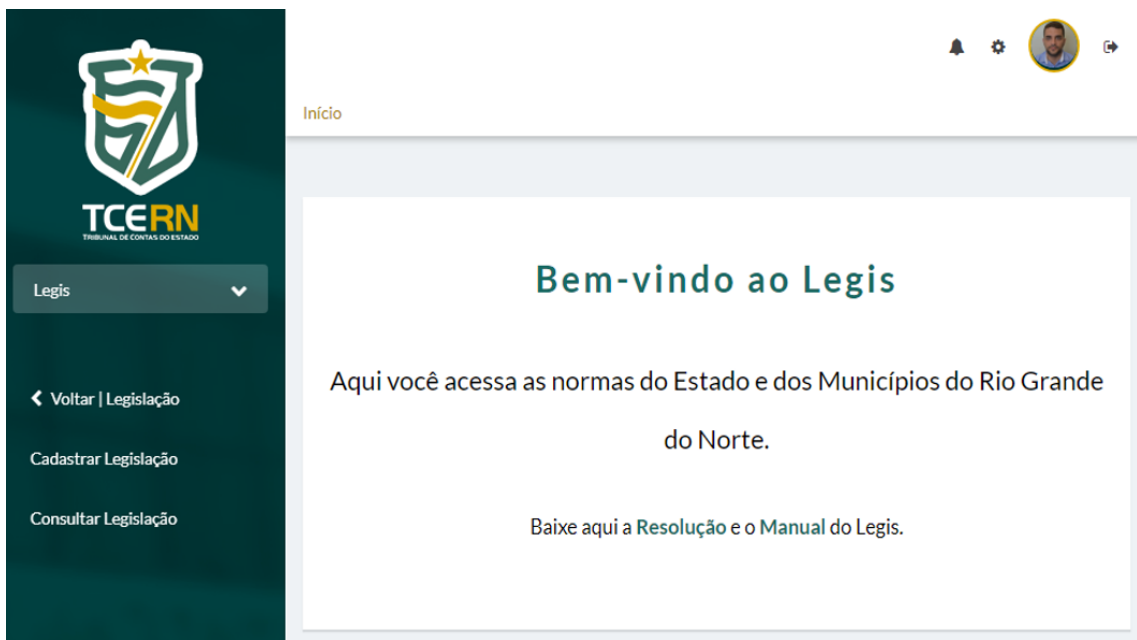 TCERN
TRIBUNAL DE CONTAS DO ESTADO
Legis
Voltar | Legislação
Cadastrar Legislação
Consultar Legislação
Início
Bem-vindo ao Legis
Aqui você acessa as normas do Estado e dos Municípios do Rio Grande
do Norte.
Baixe aqui a Resolução e o Manual do Legis.